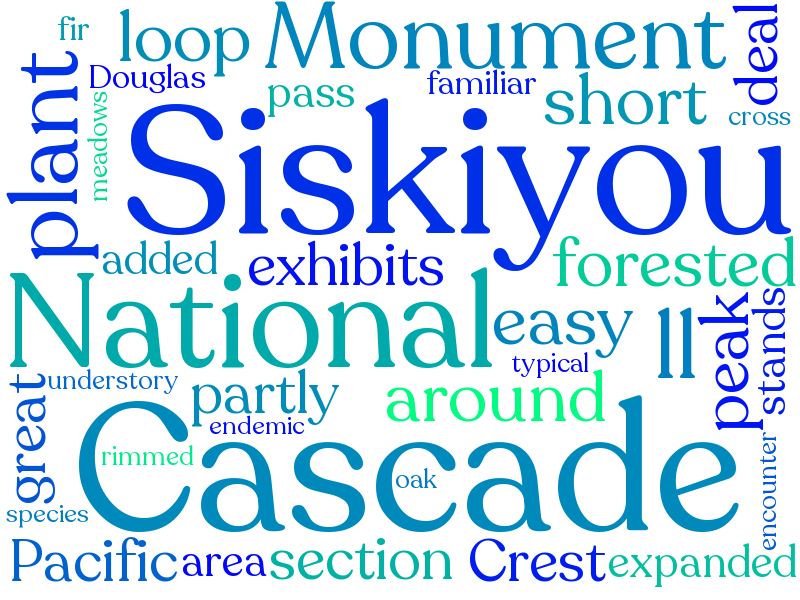 fir
loop
Monument
deal
Douglas
pass
familiar
short
cross
plant
meadows
Siskiyou
added
exhibits
forested
National
easy
ll
peak
stands
typical
understory
partly
around
great
endemic
Cascade
rimmed
oak
encounter
species
Pacific
area
section
Crest
expanded